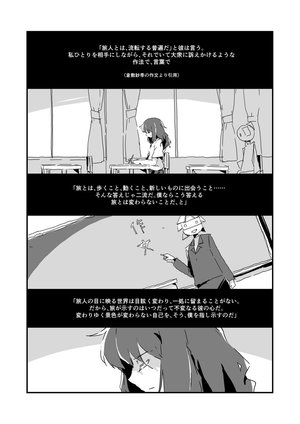 「旅人とは、流転する普遍だ」と彼は言う。
私ひとりを相手にしながら、それでいて大衆に訴えかけるような
作法で、言葉で
(倉敷紗季の作文より引用)
「旅とは、歩くこと、動くこと、新しいものに出会うこと……
そんな答えじゃ二流だ、僕ならこう答える
旅とは変わらないことだ、と」
作文
「旅人の目に映る世界は目眩く変わり、一処に留まることがない。
だから、旅が示すのはいつだって不変なる彼の心だ。
変わりゆく景色が変わらない自己を、そう、僕を指し示すのだ」